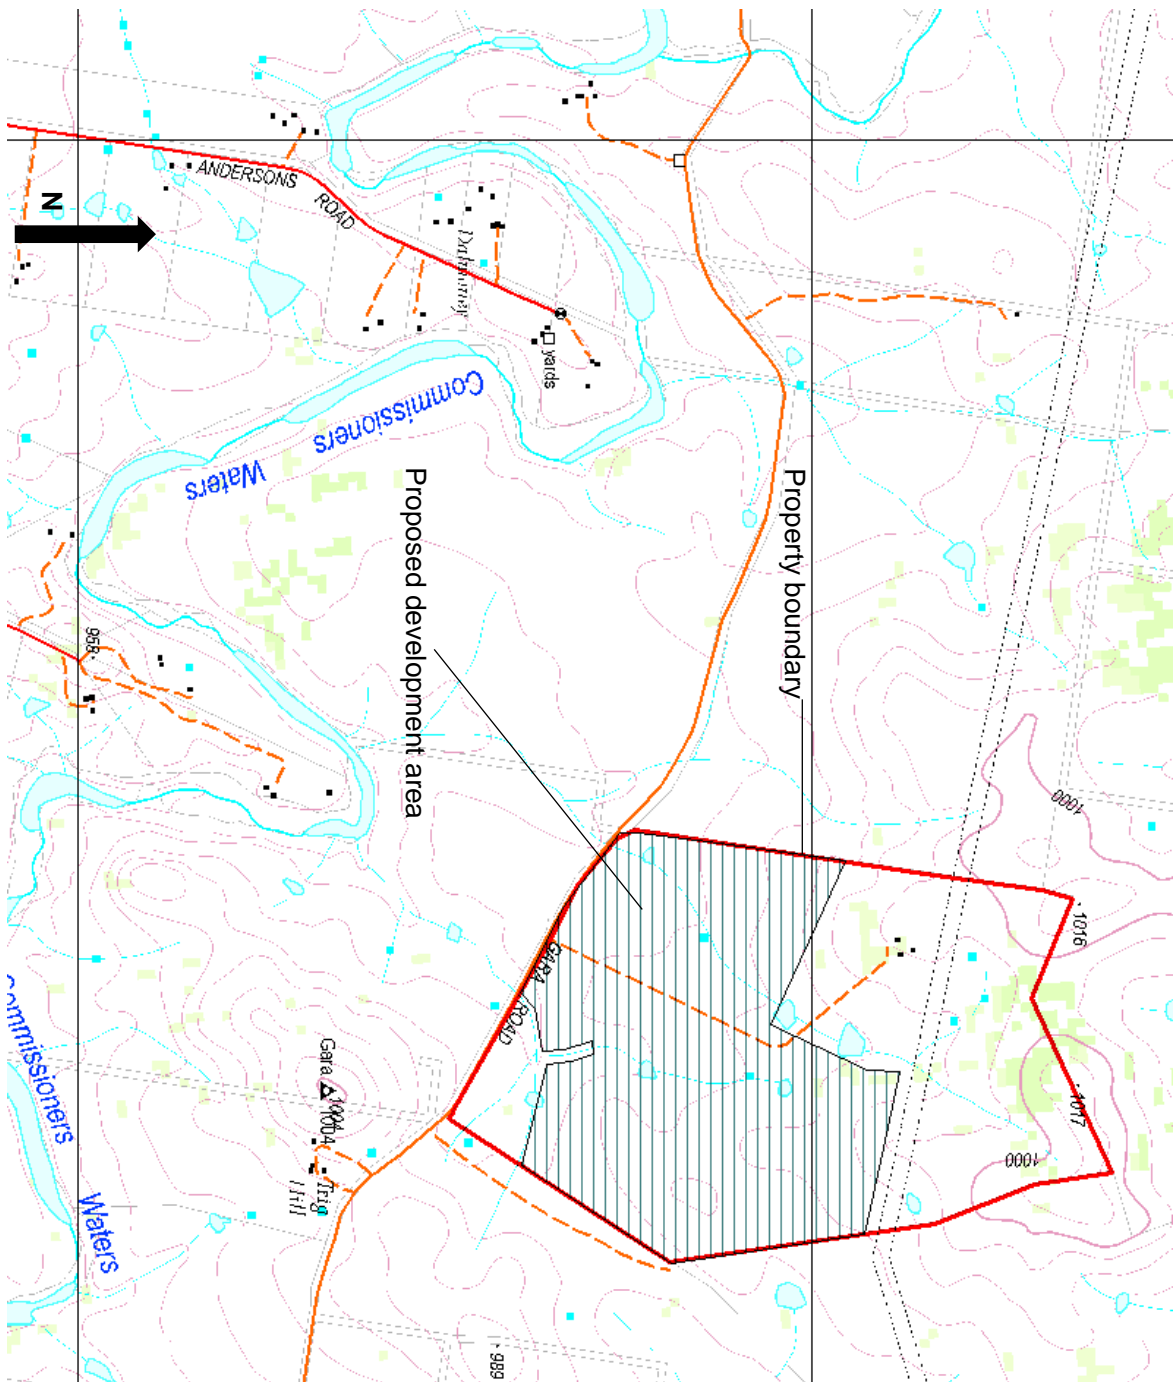 ANDERSONS
ROAD
N
yards
Commissioners
Waters
Proposed development area
Property boundary
958
1000
1016
GARA
ROAD
1017
1000
Gara
1004
1004
Trig
Hill
Commissioners
Waters
989